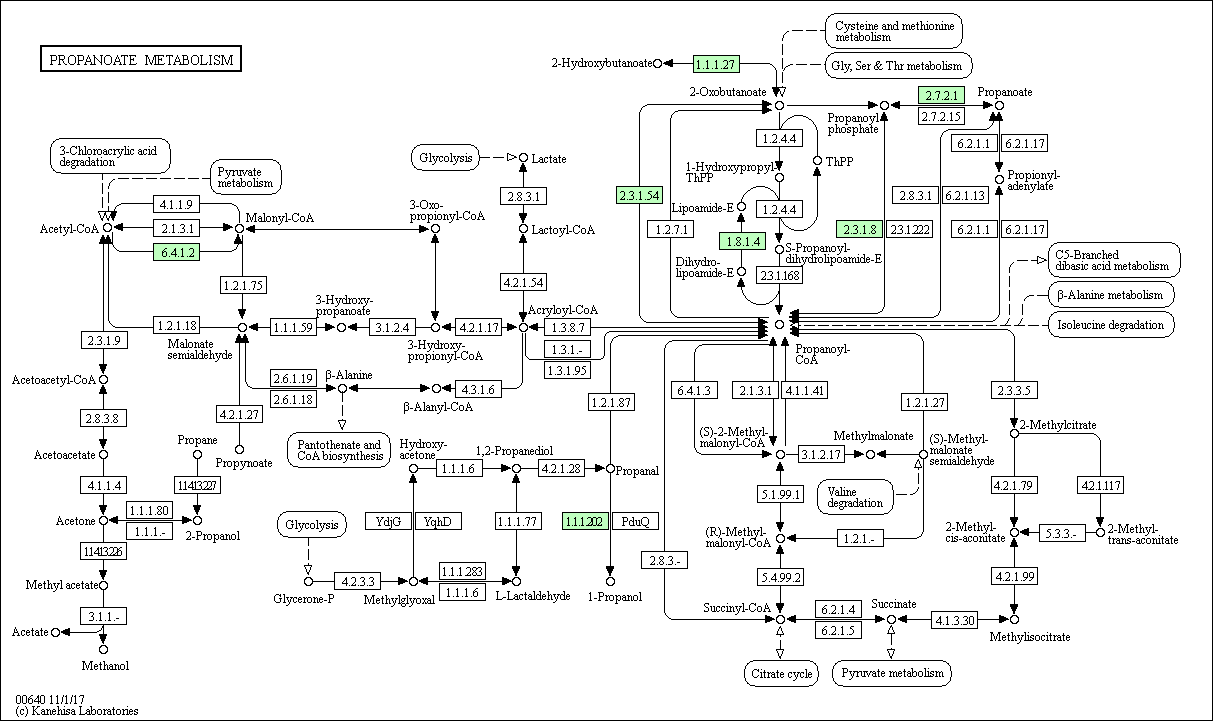 PROPANOATE METABOLISM
Cysteine and methionine
metabolism
2-Hydroxybutanoate
1.1.1.27
Gly, Ser & Thr metabolism
2-Oxobutanoate
2.7.2.1
Propanoate
Propanoyl
phosphate
2.7.2.15
1.2.4.4
6.2.1.1
6.2.1.17
3-Chloroacrylic acid
degradation
Glycolysis
Lactate
ThPP
1-Hydroxypropyl-
ThPP
Propionyl-
adenylate
Pyruvate
metabolism
2.8.3.1
2.3.1.54
2.8.3.1
6.2.1.13
4.1.1.9
Malonyl-CoA
3-Oxo-
propionyl-CoA
Lipoamide-E
1.2.4.4
Acetyl-CoA
2.1.3.1
Lactoyl-CoA
1.2.7.1
2.3.1.8
2.3.1.222
6.2.1.1
6.2.1.17
6.4.1.2
1.8.1.4
S-Propanoyl-
dihydrolipoamide-E
C5-Branched
dibasic acid metabolism
Dihydro-
lipoamide-E
2.3.1.168
1.2.1.75
4.2.1.54
β-Alanine metabolism
3-Hydroxy-
propanoate
Acryloyl-CoA
1.2.1.18
1.1.1.59
3.1.2.4
4.2.1.17
1.3.8.7
Isoleucine degradation
2.3.1.9
Malonate
semialdehyde
3-Hydroxy-
propionyl-CoA
1.3.1.-
1.3.1.95
Propanoyl-
CoA
Acetoacetyl-CoA
2.6.1.19
2.6.1.18
β-Alanine
β-Alanyl-CoA
4.3.1.6
6.4.1.3
2.1.3.1
4.1.1.41
2.3.3.5
1.2.1.87
1.2.1.27
2.8.3.8
4.2.1.27
2-Methylcitrate
Acetoacetate
Propane
Propynoate
Pantothenate and
CoA biosynthesis
Hydroxy-
acetone
1,2-Propanediol
(S)-2-Methyl-
malonyl-CoA
Methylmalonate
(S)-Methyl-
malonate
semialdehyde
3.1.2.17
1.1.1.6
4.2.1.28
Propanal
4.1.1.4
1.14.13.227
5.1.99.1
Valine
degradation
4.2.1.79
4.2.1.117
Acetone
1.1.1.80
1.1.1.-
2-Propanol
Glycolysis
YdjG
YqhD
1.1.1.77
1.1.1.202
PduQ
(R)-Methyl-
malonyl-CoA
1.2.1.-
2-Methyl-
cis-aconitate
5.3.3.-
2-Methyl-
trans-aconitate
1.14.13.226
2.8.3.-
Methyl acetate
4.2.3.3
1.1.1.283
1.1.1.6
5.4.99.2
4.2.1.99
Glycerone-P
Methylglyoxal
L-Lactaldehyde
1-Propanol
3.1.1.-
Succinyl-CoA
6.2.1.4
6.2.1.5
Succinate
4.1.3.30
Acetate
Methylisocitrate
Methanol
Citrate cycle
Pyruvate metabolism
00640 11/1/17
(c) Kanehisa Laboratories